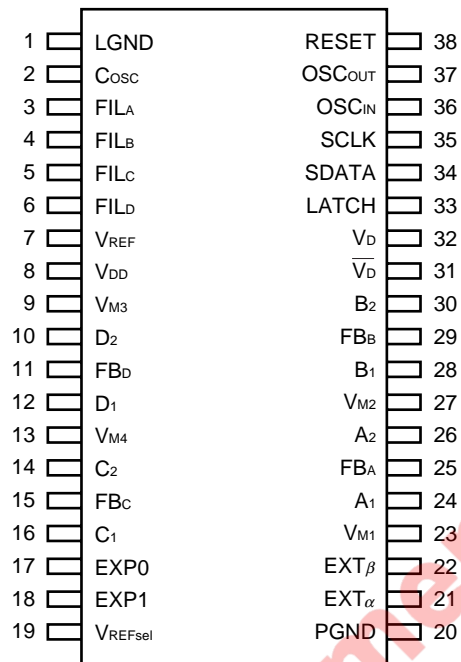 1 LGND RESET 38
2 COSC OSCOUT 37
3 FILA OSCIN 36
4 FILB SCLK 35
5 FILC SDATA 34
6 FILD LATCH 33
7 VREF VD 32
8 VDD V̅D̅ 31
9 VM3 B2 30
10 D2 FBB 29
11 FBD B1 28
12 D1 VM2 27
13 VM4 A2 26
14 C2 FBA 25
15 FBC A1 24
16 C1 VM1 23
17 EXP0 EXTβ 22
18 EXP1 EXTα 21
19 VREFsel PGND 20